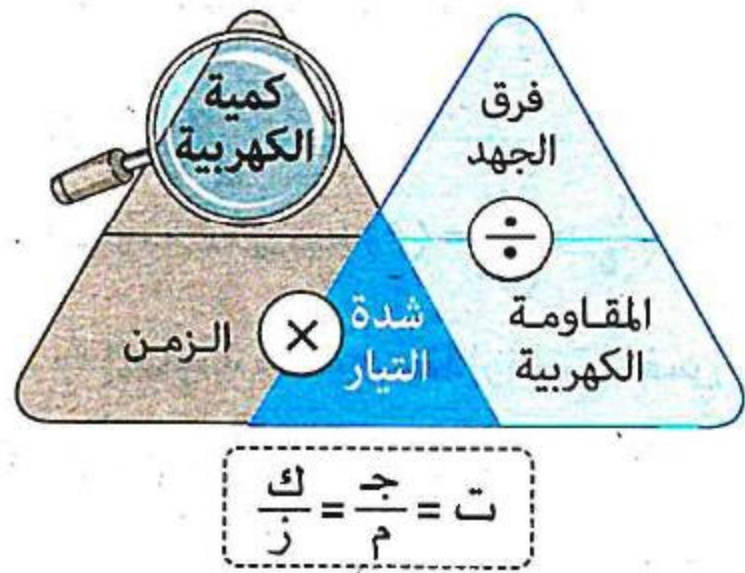 كمية
الكهربية
فرق
الجهد
÷
المقاومة
الكهربية
شدة
التيار
×
الزمن
ت = جـ/م = ك/ز